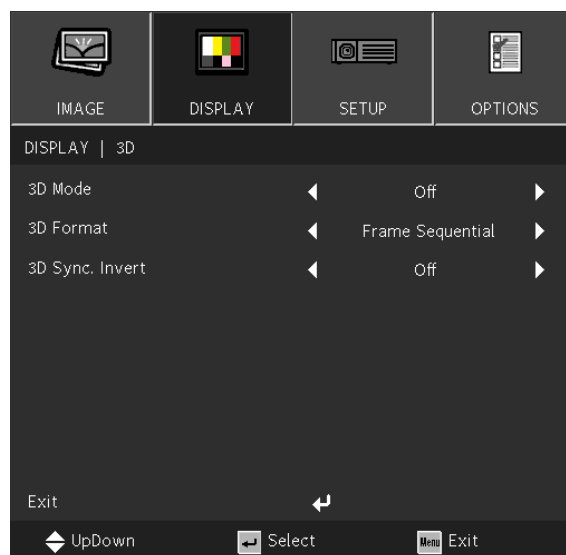 IMAGE DISPLAY SETUP OPTIONS
DISPLAY | 3D
3D Mode Off
3D Format Frame Sequential
3D Sync. Invert Off
Exit
UpDown Select Menu Exit